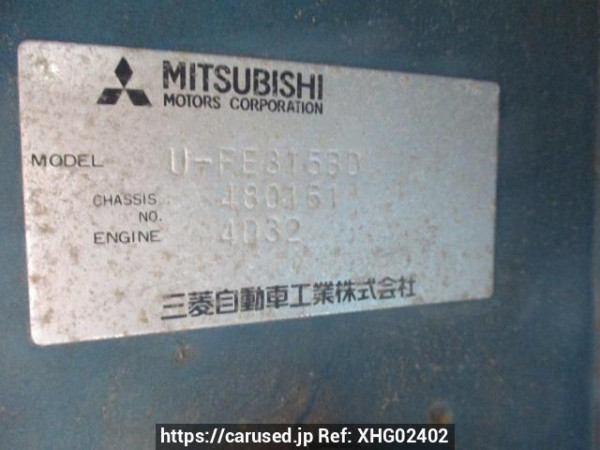 MITSUBISHI
MOTORS CORPORATION
MODEL U-FE315BD
CHASSIS NO. 480151
ENGINE 4D32
三菱自動車工業株式会社
https://carused.jp Ref: XHG02402